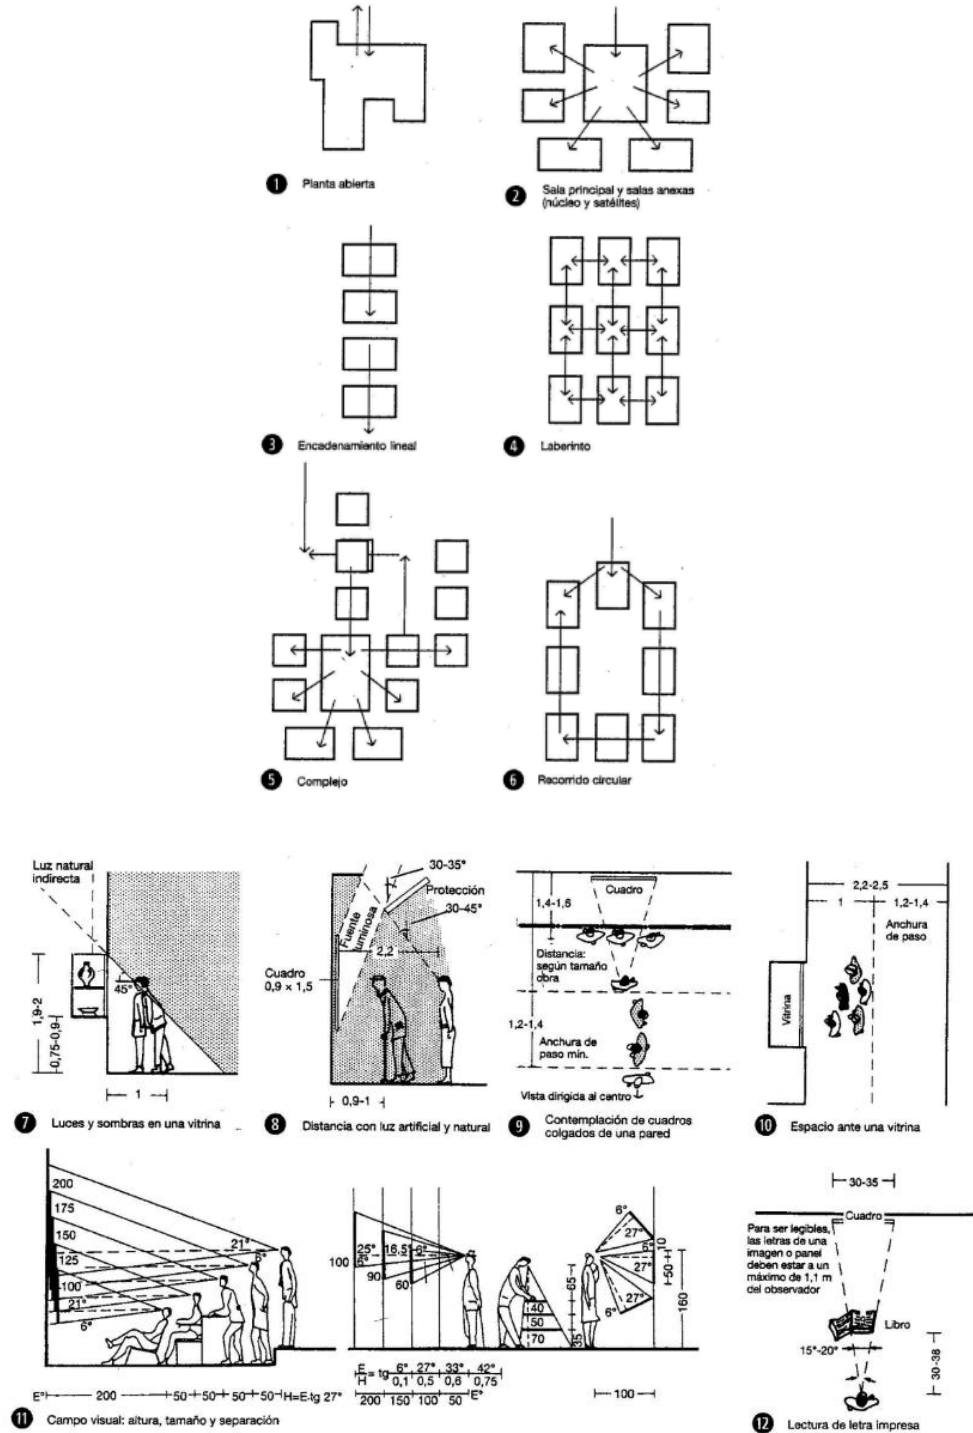 1 Planta abierta
2 Sala principal y salas anexas
(núcleo y satélites)
3 Encadenamiento lineal
4 Laberinto
5 Complejo
6 Recorrido circular
Luz natural
indirecta
45°
1,9-2
0,75-0,9
1
7 Luces y sombras en una vitrina
30-35°
Protección
30-45°
Fuente
luminosa
2,2
Cuadro
0,9 × 1,5
0,9-1
8 Distancia con luz artificial y natural
Cuadro
1,4-1,6
Distancia:
según tamaño
obra
1,2-1,4
Anchura de
paso mín.
Vista dirigida al centro
9 Contemplación de cuadros
colgados de una pared
2,2-2,5
1
1,2-1,4
Anchura
de paso
Vitrina
10 Espacio ante una vitrina
200
175
150
125
100
21°
6°
21°
6°
E°
200
50
50
50
50
H=E·tg 27°
11 Campo visual: altura, tamaño y separación
100
25°
6°
16,5°
6°
90
60
40
50
70
65
35
6°
27°
6°
27°
27°
6°
10
50
160
100
E/H = tg 6°/0,1 27°/0,5 33°/0,6 42°/0,75
200 150 100 50 E°
30-35
Cuadro
Para ser legibles,
las letras de una
imagen o panel
deben estar a un
máximo de 1,1 m
del observador
Libro
15°-20°
30-38
12 Lectura de letra impresa